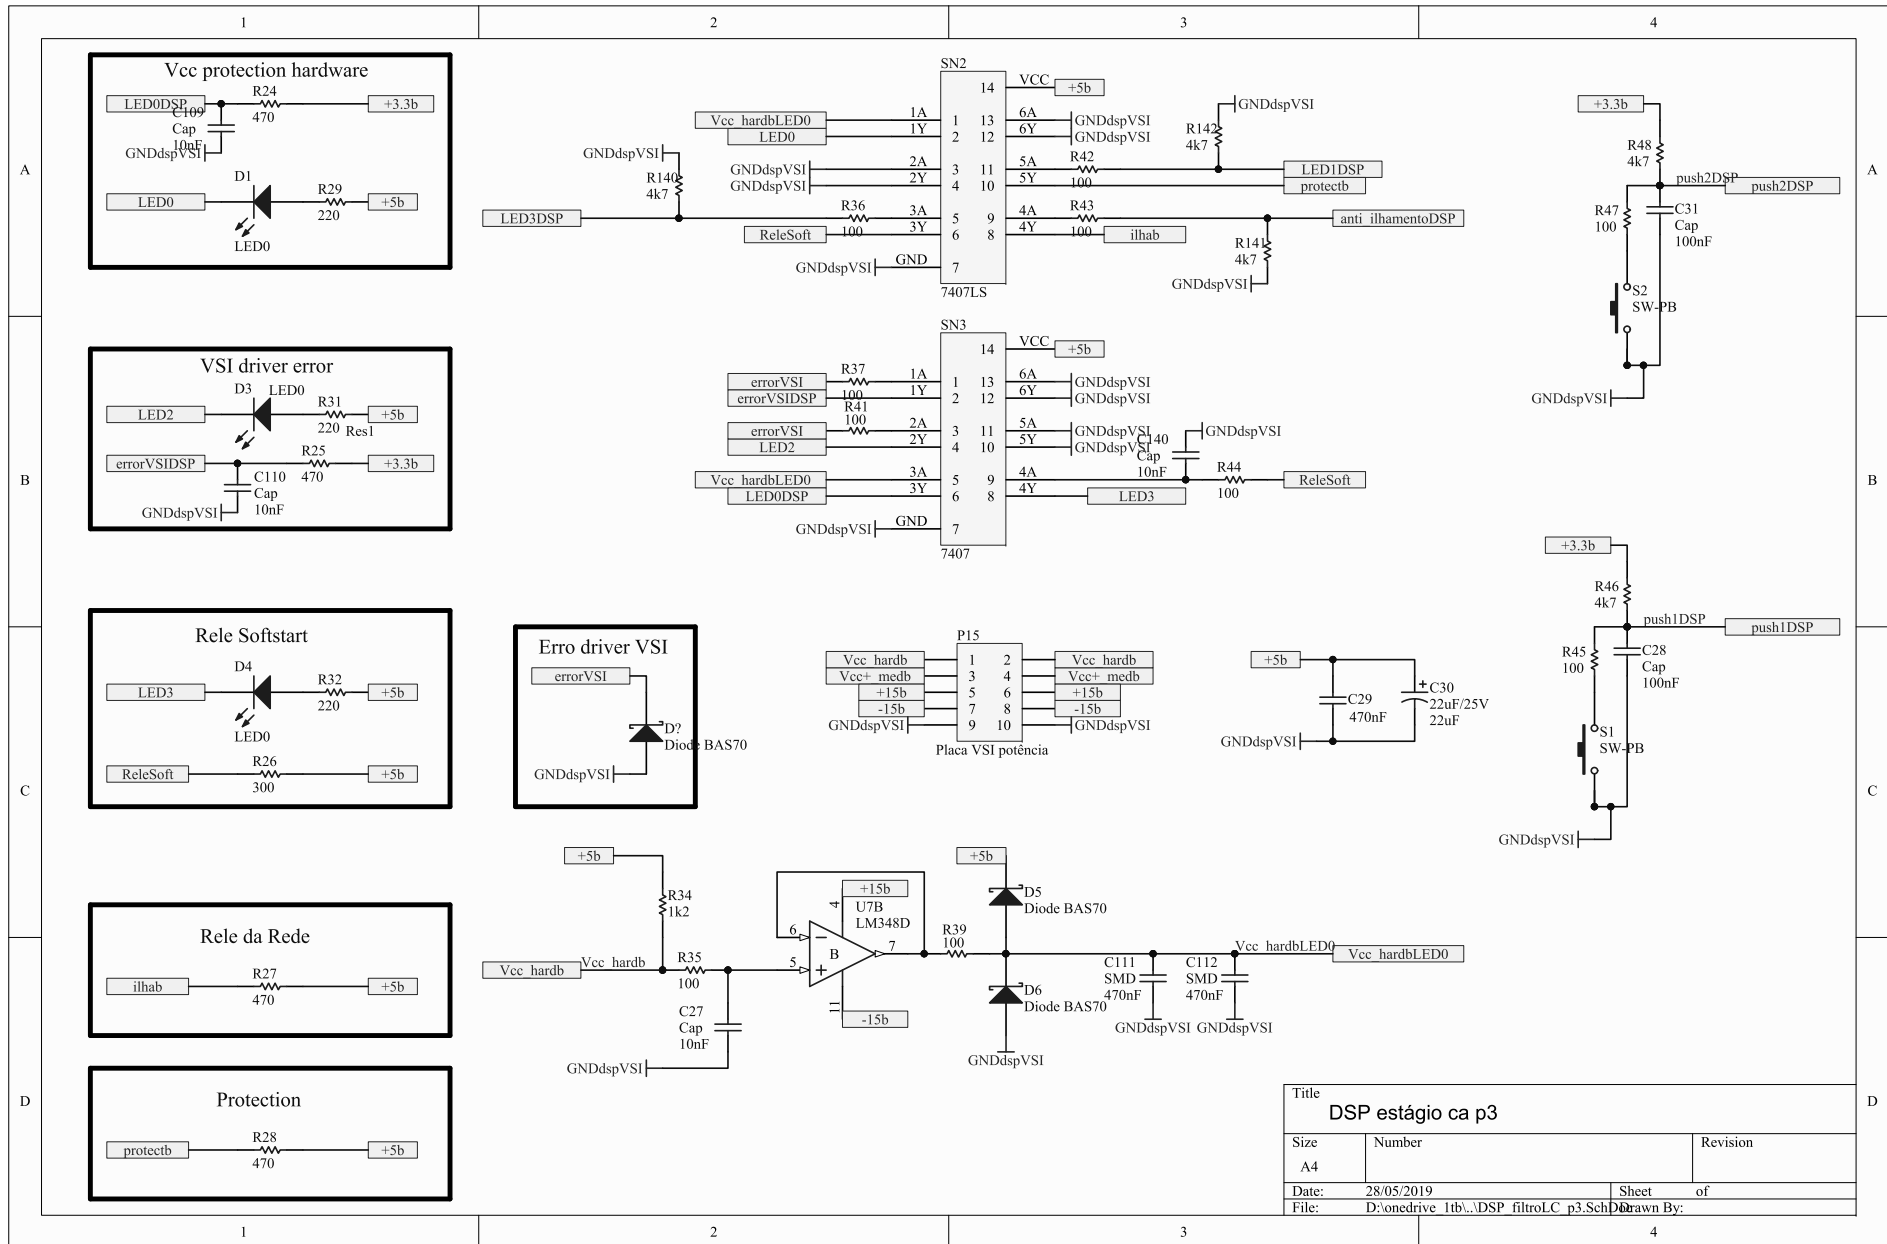 1
2
3
4
A
A
B
B
C
C
D
D
1
2
3
4
Vcc protection hardware
LED0DSP
R24
470
+3.3b
C109
Cap
10nF
GNDdspVSI
D1
LED0
R29
220
+5b
LED0
VSI driver error
D3
LED0
LED2
R31
220
Res1
+5b
errorVSIDSP
R25
470
+3.3b
C110
Cap
10nF
GNDdspVSI
Rele Softstart
D4
LED3
R32
220
+5b
LED0
ReleSoft
R26
300
+5b
Rele da Rede
ilhab
R27
470
+5b
Protection
protectb
R28
470
+5b
SN2
14
VCC
+5b
Vcc_hardbLED0
1A
1
13
6A
GNDdspVSI
LED0
1Y
2
12
6Y
GNDdspVSI
GNDdspVSI
2A
3
11
5A
R42
100
LED1DSP
GNDdspVSI
2Y
4
10
5Y
protectb
R142
4k7
GNDdspVSI
GNDdspVSI
R140
4k7
LED3DSP
R36
100
3A
5
9
4A
R43
100
anti_ilhamentoDSP
ReleSoft
3Y
6
8
4Y
ilhab
R141
4k7
GNDdspVSI
GNDdspVSI
GND
7
7407LS
SN3
14
VCC
+5b
errorVSI
R37
100
1A
1
13
6A
GNDdspVSI
errorVSIDSP
1Y
2
12
6Y
GNDdspVSI
R41
100
errorVSI
2A
3
11
5A
GNDdspVSI
LED2
2Y
4
10
5Y
GNDdspVSI
C140
Cap
10nF
GNDdspVSI
Vcc_hardbLED0
3A
5
9
4A
R44
100
ReleSoft
LED0DSP
3Y
6
8
4Y
LED3
GNDdspVSI
GND
7
7407
Erro driver VSI
errorVSI
D?
Diode BAS70
GNDdspVSI
P15
Vcc_hardb
1
2
Vcc_hardb
Vcc+_medb
3
4
Vcc+_medb
+15b
5
6
+15b
-15b
7
8
-15b
GNDdspVSI
9
10
GNDdspVSI
Placa VSI potência
+5b
C29
470nF
C30
22uF/25V
22uF
GNDdspVSI
+3.3b
R48
4k7
push2DSP
push2DSP
R47
100
C31
Cap
100nF
S2
SW-PB
GNDdspVSI
+3.3b
R46
4k7
push1DSP
push1DSP
R45
100
C28
Cap
100nF
S1
SW-PB
GNDdspVSI
+5b
R34
1k2
Vcc_hardb
Vcc_hardb
R35
100
C27
Cap
10nF
GNDdspVSI
+15b
4
U7B
LM348D
6
5
B
7
11
-15b
R39
100
+5b
D5
Diode BAS70
D6
Diode BAS70
GNDdspVSI
C111
SMD
470nF
GNDdspVSI
C112
SMD
470nF
GNDdspVSI
Vcc_hardbLED0
Vcc_hardbLED0
Title
DSP estágio ca p3
Size
Number
Revision
A4
Date:
28/05/2019
Sheet of
File:
D:\onedrive_1tb\..\DSP_filtroLC_p3.SchDoc
Drawn By: